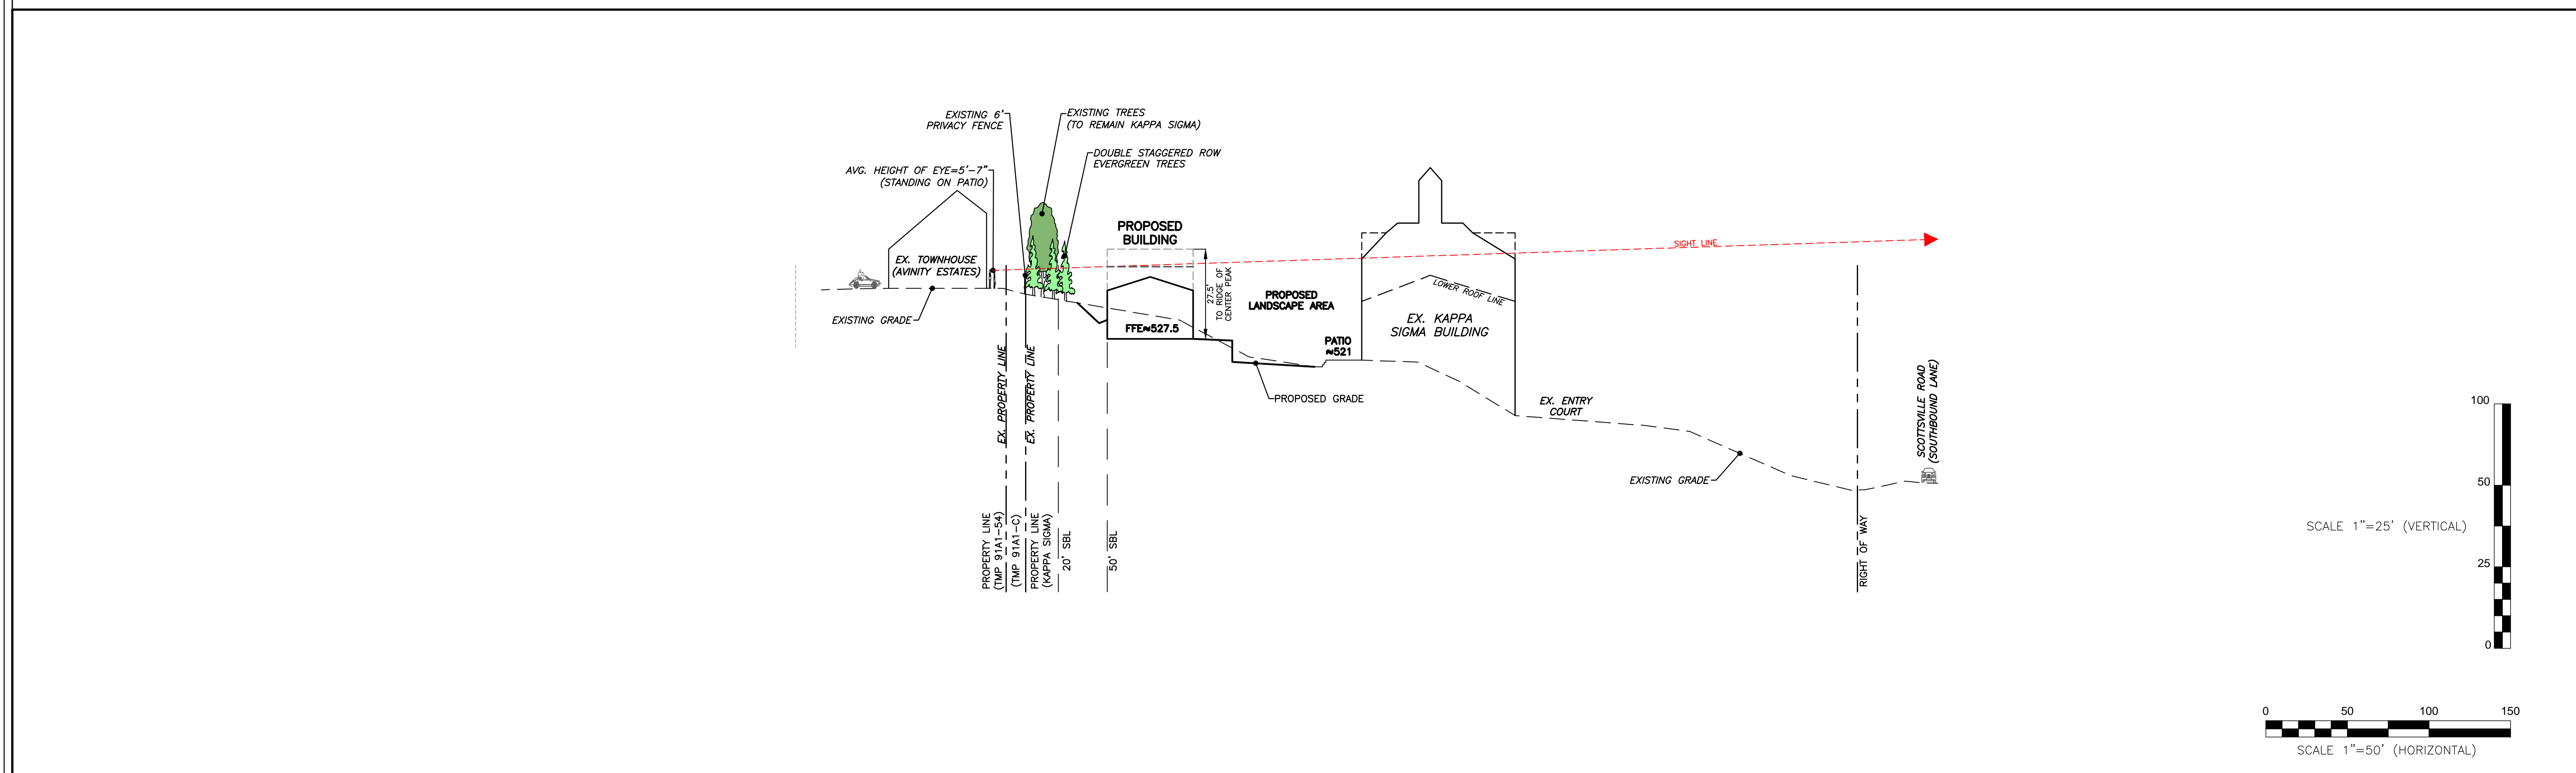 EXISTING 6'
PRIVACY FENCE
EXISTING TREES
(TO REMAIN KAPPA SIGMA)
DOUBLE STAGGERED ROW
EVERGREEN TREES
AVG. HEIGHT OF EYE=5'-7"
(STANDING ON PATIO)
EX. TOWNHOUSE
(AVINITY ESTATES)
EXISTING GRADE
PROPOSED
BUILDING
27.5'
TO RIDGE OF
CENTER PEAK
FFE≈527.5
PROPOSED
LANDSCAPE AREA
PATIO
≈521
PROPOSED GRADE
SIGHT LINE
LOWER ROOF LINE
EX. KAPPA
SIGMA BUILDING
EX. ENTRY
COURT
EXISTING GRADE
SCOTTSVILLE ROAD
(SOUTHBOUND LANE)
EX. PROPERTY LINE
EX. PROPERTY LINE
PROPERTY LINE
(TMP 91A1-54)
(TMP 91A1-C)
PROPERTY LINE
(KAPPA SIGMA)
20' SBL
50' SBL
RIGHT OF WAY
100
50
25
0
SCALE 1"=25' (VERTICAL)
0 50 100 150
SCALE 1"=50' (HORIZONTAL)